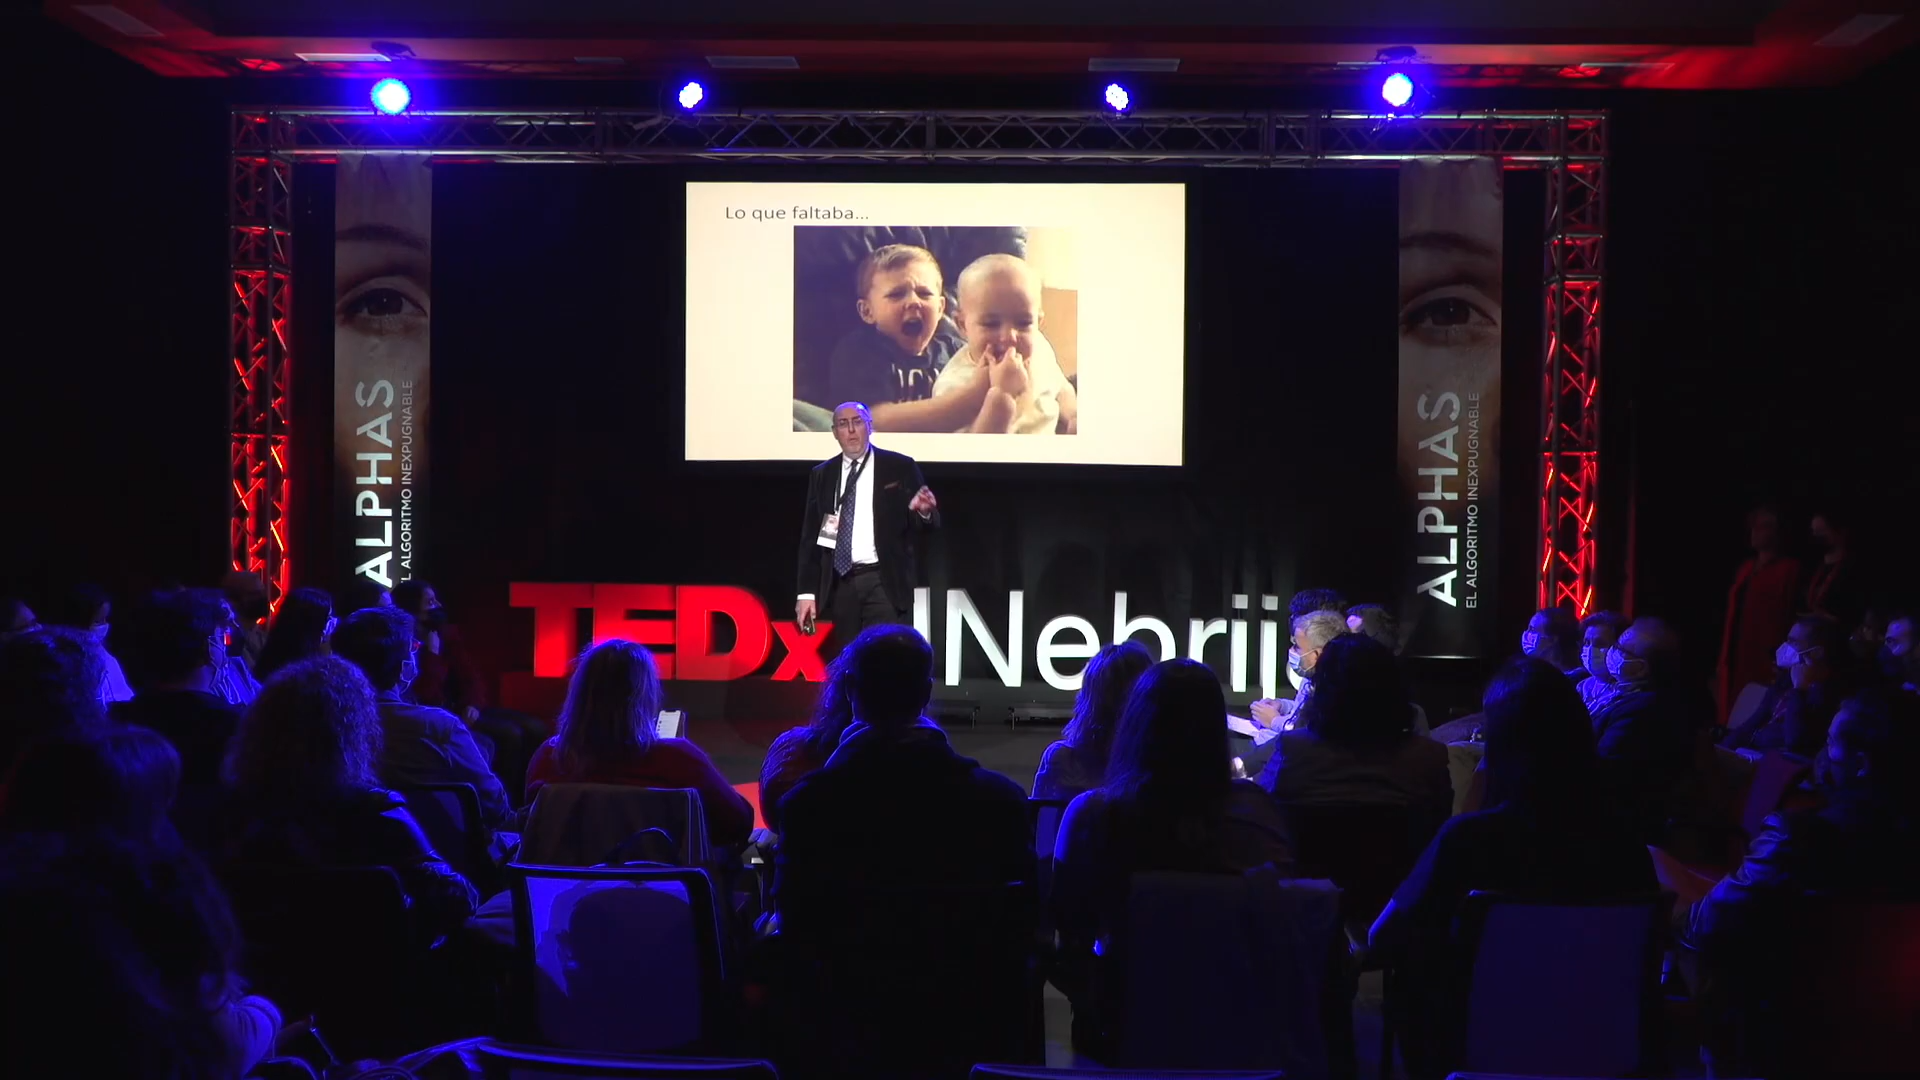 Lo que faltaba...
ALPHAS
EL ALGORITMO INEXPUGNABLE
ALPHAS
EL ALGORITMO INEXPUGNABLE
TEDx